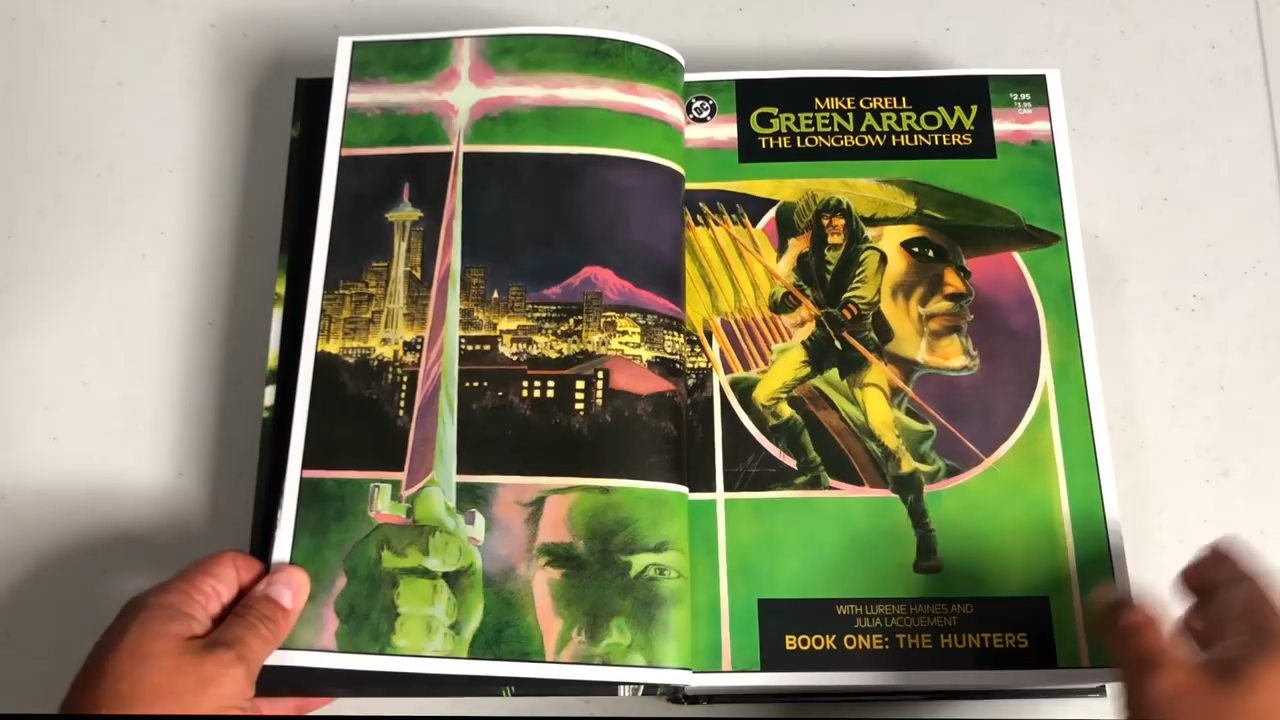 DC
MIKE GRELL
GREEN ARROW
THE LONGBOW HUNTERS
$2.95
$3.95
CAN
WITH LURENE HAINES AND
JULIA LACQUEMENT
BOOK ONE: THE HUNTERS